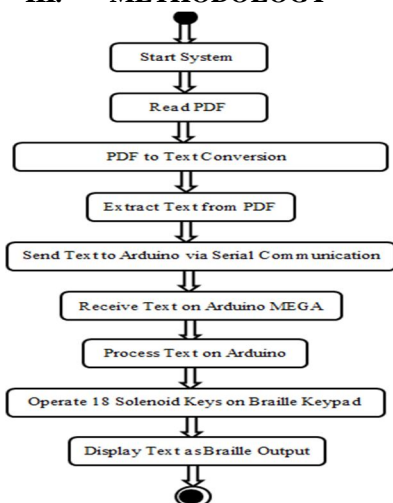 III. METHODOLOGY
Start System
Read PDF
PDF to Text Conversion
Extract Text from PDF
Send Text to Arduino via Serial Communication
Receive Text on Arduino MEGA
Process Text on Arduino
Operate 18 Solenoid Keys on Braille Keypad
Display Text as Braille Output